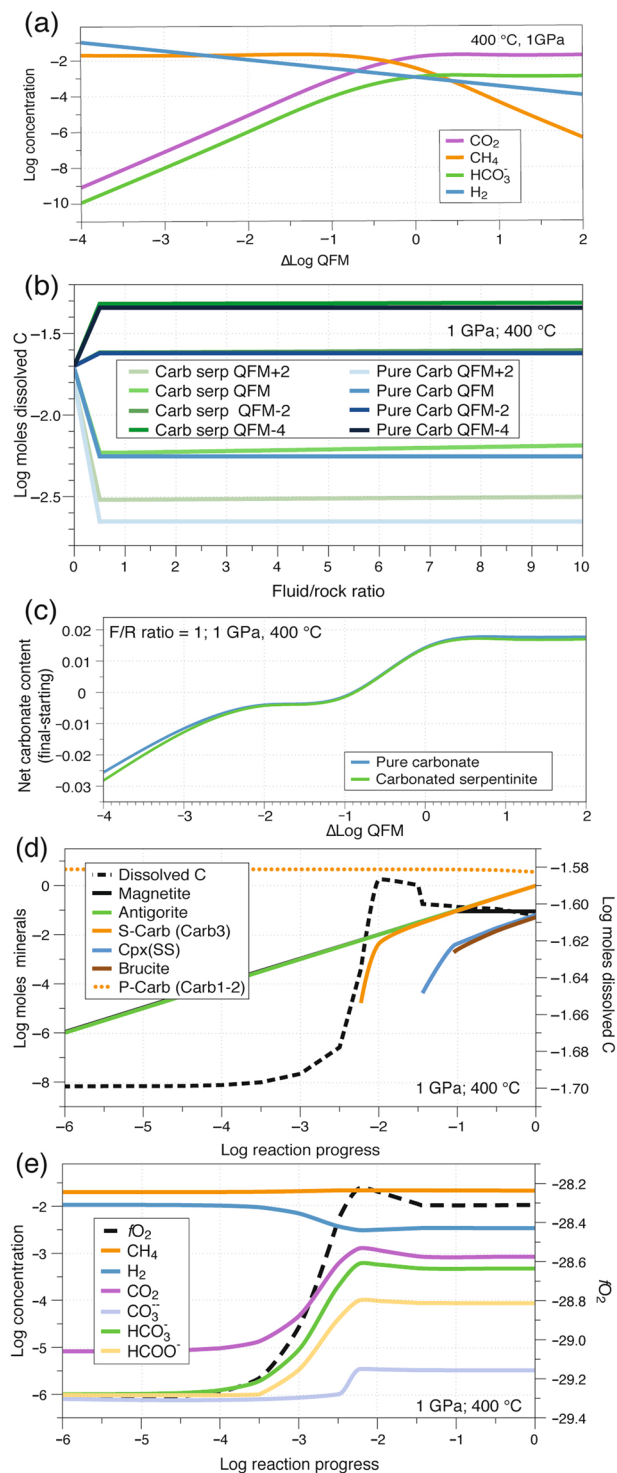 (a)
400 °C, 1GPa
Log concentration
−2
−4
−6
−8
−10
CO2
CH4
HCO3-
H2
−4 −3 −2 −1 0 1 2
ΔLog QFM
(b)
1 GPa; 400 °C
Log moles dissolved C
−1.5
−2.0
−2.5
Carb serp QFM+2
Carb serp QFM
Carb serp QFM-2
Carb serp QFM-4
Pure Carb QFM+2
Pure Carb QFM
Pure Carb QFM-2
Pure Carb QFM-4
0 1 2 3 4 5 6 7 8 9 10
Fluid/rock ratio
(c)
F/R ratio = 1; 1 GPa, 400 °C
Net carbonate content
(final-starting)
0.02
0.01
0
−0.01
−0.02
−0.03
Pure carbonate
Carbonated serpentinite
−4 −3 −2 −1 0 1 2
ΔLog QFM
(d)
Log moles minerals
0
−2
−4
−6
−8
Dissolved C
Magnetite
Antigorite
S-Carb (Carb3)
Cpx(SS)
Brucite
P-Carb (Carb1-2)
1 GPa; 400 °C
−1.58
−1.60
−1.62
−1.64
−1.66
−1.68
−1.70
Log moles dissolved C
−6 −5 −4 −3 −2 −1 0
Log reaction progress
(e)
Log concentration
−2
−3
−4
−5
−6
fO2
CH4
H2
CO2
CO3--
HCO3-
HCOO-
1 GPa; 400 °C
−28.2
−28.4
−28.6
−28.8
−29.0
−29.2
−29.4
fO2
−6 −5 −4 −3 −2 −1 0
Log reaction progress